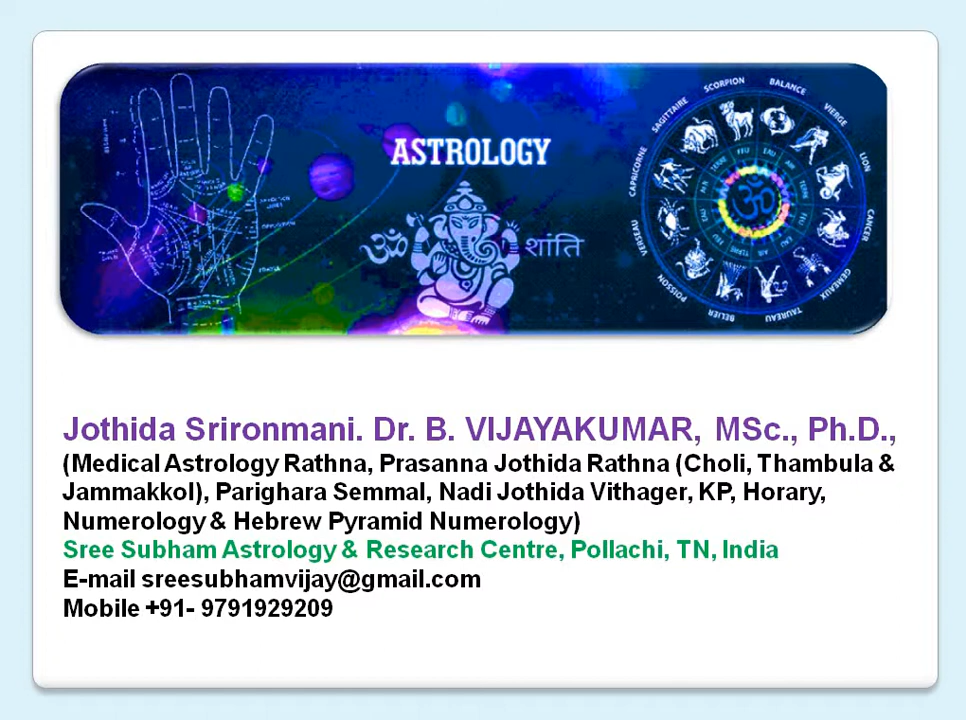 ASTROLOGY
ॐ
शांति
SCORPION
BALANCE
VIERGE
LION
CANCER
GEMEAUX
TAUREAU
BELIER
POISSON
VERSEAU
CAPRICORNE
SAGITTAIRE
ॐ
Jothida Srironmani. Dr. B. VIJAYAKUMAR, MSc., Ph.D.,
(Medical Astrology Rathna, Prasanna Jothida Rathna (Choli, Thambula &
Jammakkol), Parighara Semmal, Nadi Jothida Vithager, KP, Horary,
Numerology & Hebrew Pyramid Numerology)
Sree Subham Astrology & Research Centre, Pollachi, TN, India
E-mail sreesubhamvijay@gmail.com
Mobile +91- 9791929209